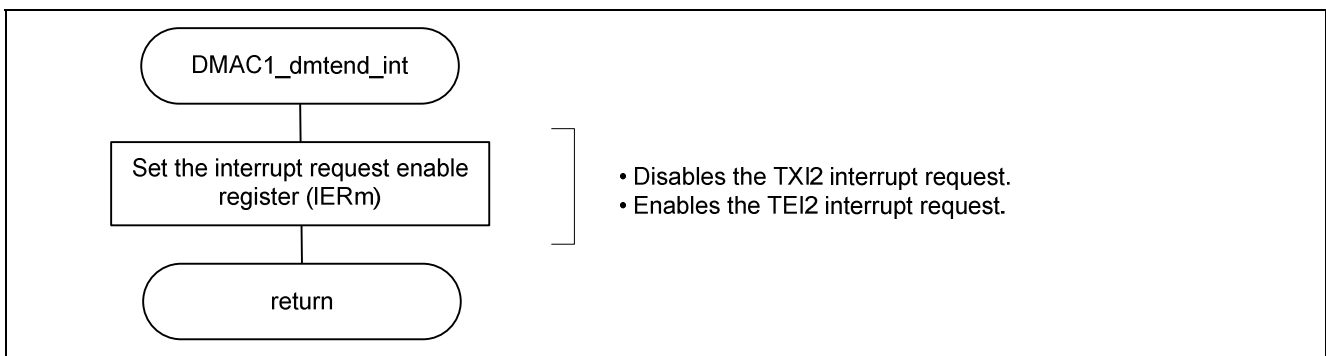 DMAC1_dmtend_int
Set the interrupt request enable
register (IERm)
• Disables the TXI2 interrupt request.
• Enables the TEI2 interrupt request.
return